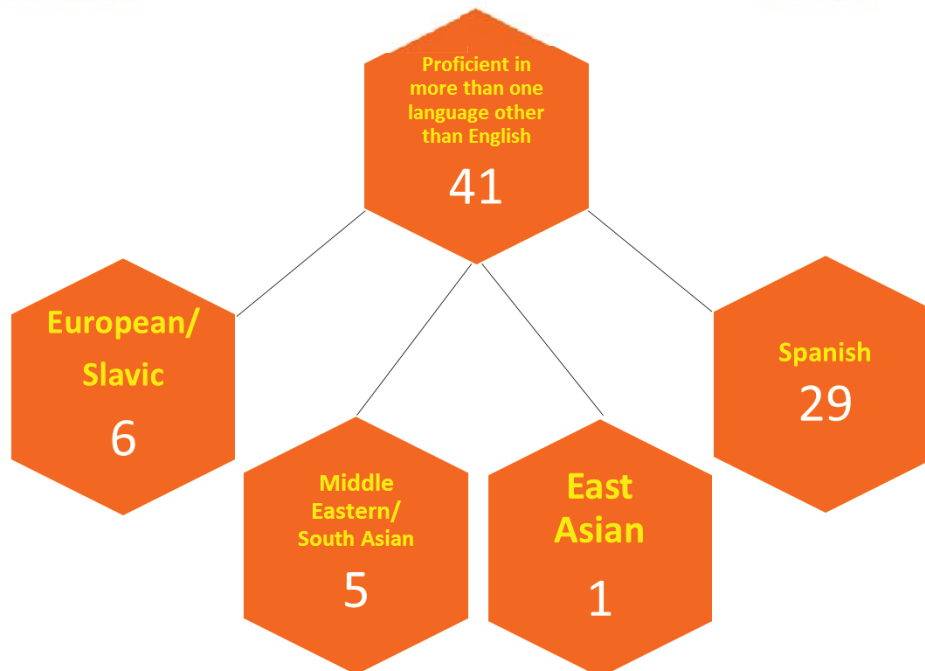 Proficient in
more than one
language other
than English
41
European/
Slavic
6
Spanish
29
Middle
Eastern/
South Asian
5
East
Asian
1